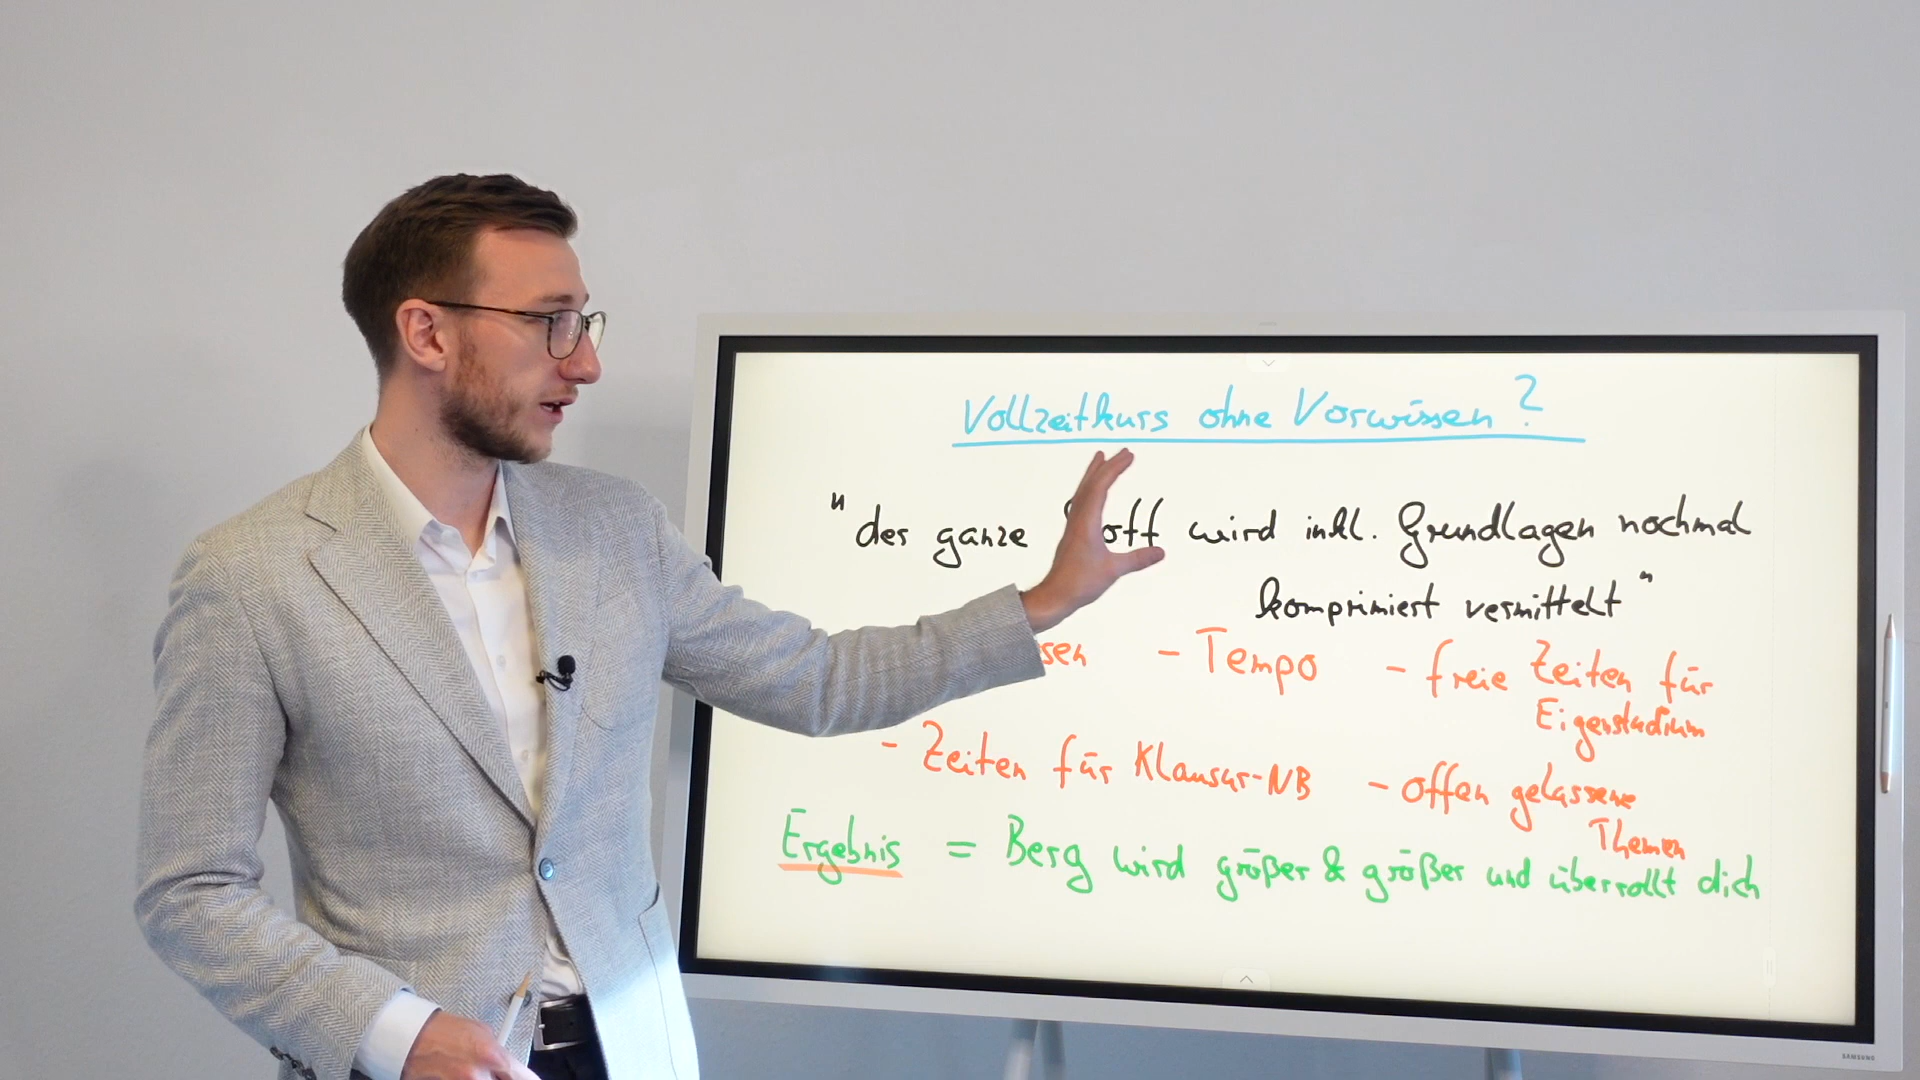 Vollzeitkurs ohne Vorwissen?
"der ganze wird inkl. Grundlagen nochmal
komprimiert vermittelt"
- Tempo - freie Zeiten für
Eigenstudium
- Zeiten für Klausur-NB - offen gelassene
Themen
Ergebnis = Berg wird größer & größer und überrollt dich
SAMSUNG